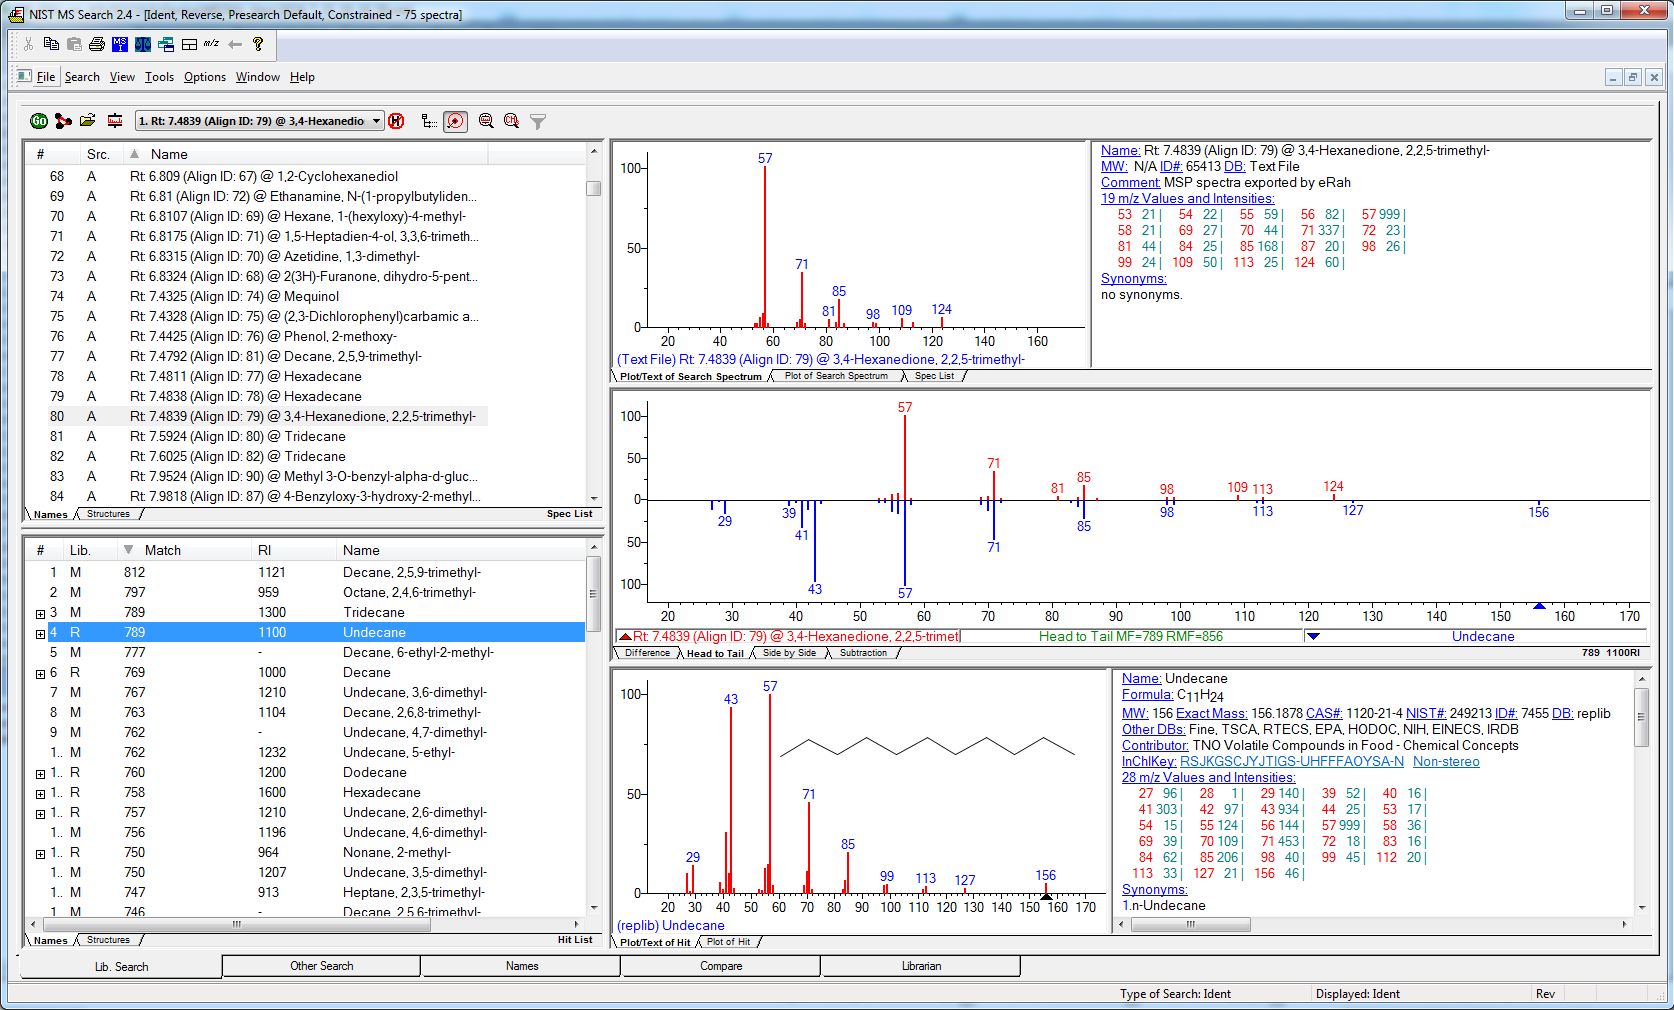 NIST MS Search 2.4 - [Ident, Reverse, Presearch Default, Constrained - 75 spectra]
MS I m/z ?
File Search View Tools Options Window Help
GO 1. Rt: 7.4839 (Align ID: 79) @ 3,4-Hexanedio
# Src. Name
68 A Rt: 6.809 (Align ID: 67) @ 1,2-Cyclohexanediol
69 A Rt: 6.81 (Align ID: 72) @ Ethanamine, N-(1-propylbutyliden...
70 A Rt: 6.8107 (Align ID: 69) @ Hexane, 1-(hexyloxy)-4-methyl-
71 A Rt: 6.8175 (Align ID: 71) @ 1,5-Heptadien-4-ol, 3,3,6-trimeth...
72 A Rt: 6.8315 (Align ID: 70) @ Azetidine, 1,3-dimethyl-
73 A Rt: 6.8324 (Align ID: 68) @ 2(3H)-Furanone, dihydro-5-pent...
74 A Rt: 7.4325 (Align ID: 74) @ Mequinol
75 A Rt: 7.4328 (Align ID: 75) @ (2,3-Dichlorophenyl)carbamic a...
76 A Rt: 7.4425 (Align ID: 76) @ Phenol, 2-methoxy-
77 A Rt: 7.4792 (Align ID: 81) @ Decane, 2,5,9-trimethyl-
78 A Rt: 7.4811 (Align ID: 77) @ Hexadecane
79 A Rt: 7.4838 (Align ID: 78) @ Hexadecane
80 A Rt: 7.4839 (Align ID: 79) @ 3,4-Hexanedione, 2,2,5-trimethyl-
81 A Rt: 7.5924 (Align ID: 80) @ Tridecane
82 A Rt: 7.6025 (Align ID: 82) @ Tridecane
83 A Rt: 7.9524 (Align ID: 90) @ Methyl 3-O-benzyl-alpha-d-gluc...
84 A Rt: 7.9818 (Align ID: 87) @ 4-Benzyloxy-3-hydroxy-2-methyl...
Names Structures Spec List
100 50 0
57 71 85 81 98 109 124
20 40 60 80 100 120 140 160
(Text File) Rt: 7.4839 (Align ID: 79) @ 3,4-Hexanedione, 2,2,5-trimethyl-
Plot/Text of Search Spectrum Plot of Search Spectrum Spec List
Name: Rt: 7.4839 (Align ID: 79) @ 3,4-Hexanedione, 2,2,5-trimethyl-
MW: N/A ID#: 65413 DB: Text File
Comment: MSP spectra exported by eRah
19 m/z Values and Intensities:
53 21 | 54 22 | 55 59 | 56 82 | 57 999 |
58 21 | 69 27 | 70 44 | 71 337 | 72 23 |
81 44 | 84 25 | 85 168 | 87 20 | 98 26 |
99 24 | 109 50 | 113 25 | 124 60 |
Synonyms:
no synonyms.
# Lib. Match RI Name
1 M 812 1121 Decane, 2,5,9-trimethyl-
2 M 797 959 Octane, 2,4,6-trimethyl-
3 M 789 1300 Tridecane
4 R 789 1100 Undecane
5 M 777 - Decane, 6-ethyl-2-methyl-
6 R 769 1000 Decane
7 M 767 1210 Undecane, 3,6-dimethyl-
8 M 763 1104 Decane, 2,6,8-trimethyl-
9 M 762 - Undecane, 4,7-dimethyl-
1.. M 762 1232 Undecane, 5-ethyl-
1.. R 760 1200 Dodecane
1.. R 758 1600 Hexadecane
1.. R 757 1210 Undecane, 2,6-dimethyl-
1.. M 756 1196 Undecane, 4,6-dimethyl-
1.. R 750 964 Nonane, 2-methyl-
1.. M 750 1207 Undecane, 3,5-dimethyl-
1.. M 747 913 Heptane, 2,3,5-trimethyl-
1 M 746 - Decane, 2,5,6-trimethyl-
Names Structures Hit List
100 50 0 50 100
57 71 81 85 98 109 113 124
29 39 41 43 57 71 85 98 113 127 156
20 30 40 50 60 70 80 90 100 110 120 130 140 150 160 170
Rt: 7.4839 (Align ID: 79) @ 3,4-Hexanedione, 2,2,5-trimet Head to Tail MF=789 RMF=856 Undecane
Difference Head to Tail Side by Side Subtraction 789 1100RI
100 50 0
29 43 57 71 85 99 113 127 156
20 30 40 50 60 70 80 90 100 110 120 130 140 150 160 170
(replib) Undecane
Plot/Text of Hit Plot of Hit
Name: Undecane
Formula: C11H24
MW: 156 Exact Mass: 156.1878 CAS#: 1120-21-4 NIST#: 249213 ID#: 7455 DB: replib
Other DBs: Fine, TSCA, RTECS, EPA, HODOC, NIH, EINECS, IRDB
Contributor: TNO Volatile Compounds in Food - Chemical Concepts
InChIKey: RSJKGSCJYJTIGS-UHFFFAOYSA-N Non-stereo
28 m/z Values and Intensities:
27 96 | 28 1 | 29 140 | 39 52 | 40 16 |
41 303 | 42 97 | 43 934 | 44 25 | 53 17 |
54 15 | 55 124 | 56 144 | 57 999 | 58 36 |
69 39 | 70 109 | 71 453 | 72 18 | 83 16 |
84 62 | 85 206 | 98 40 | 99 45 | 112 20 |
113 33 | 127 21 | 156 46 |
Synonyms:
1.n-Undecane
Lib. Search Other Search Names Compare Librarian
Type of Search: Ident Displayed: Ident Rev